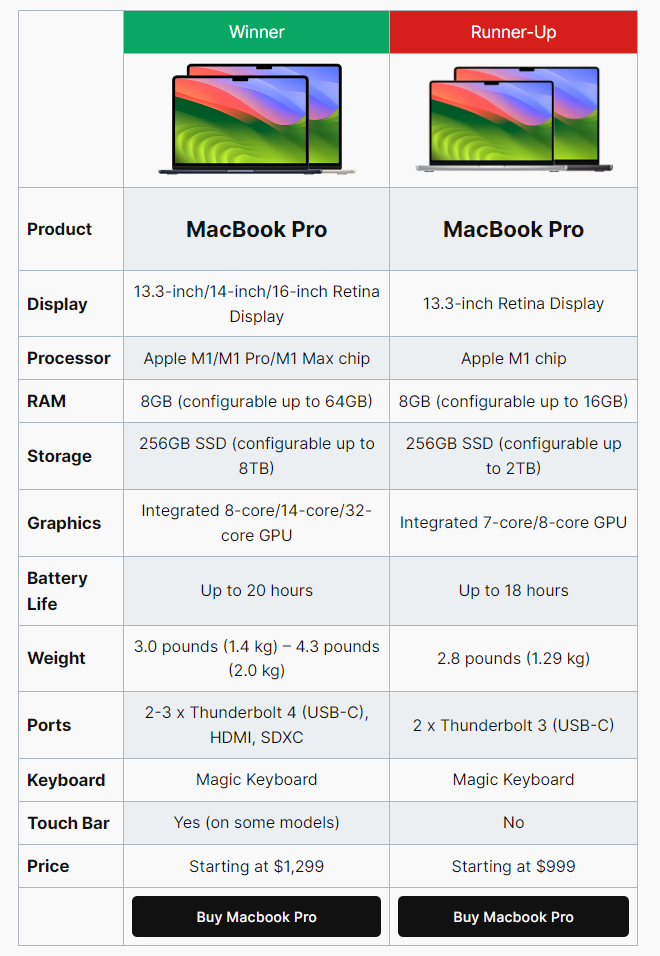 Winner
Runner-Up
Product
MacBook Pro
MacBook Pro
Display
13.3-inch/14-inch/16-inch Retina
Display
13.3-inch Retina Display
Processor
Apple M1/M1 Pro/M1 Max chip
Apple M1 chip
RAM
8GB (configurable up to 64GB)
8GB (configurable up to 16GB)
Storage
256GB SSD (configurable up to
8TB)
256GB SSD (configurable up
to 2TB)
Graphics
Integrated 8-core/14-core/32-
core GPU
Integrated 7-core/8-core GPU
Battery
Life
Up to 20 hours
Up to 18 hours
Weight
3.0 pounds (1.4 kg) – 4.3 pounds
(2.0 kg)
2.8 pounds (1.29 kg)
Ports
2-3 x Thunderbolt 4 (USB-C),
HDMI, SDXC
2 x Thunderbolt 3 (USB-C)
Keyboard
Magic Keyboard
Magic Keyboard
Touch Bar
Yes (on some models)
No
Price
Starting at $1,299
Starting at $999
Buy Macbook Pro
Buy Macbook Pro